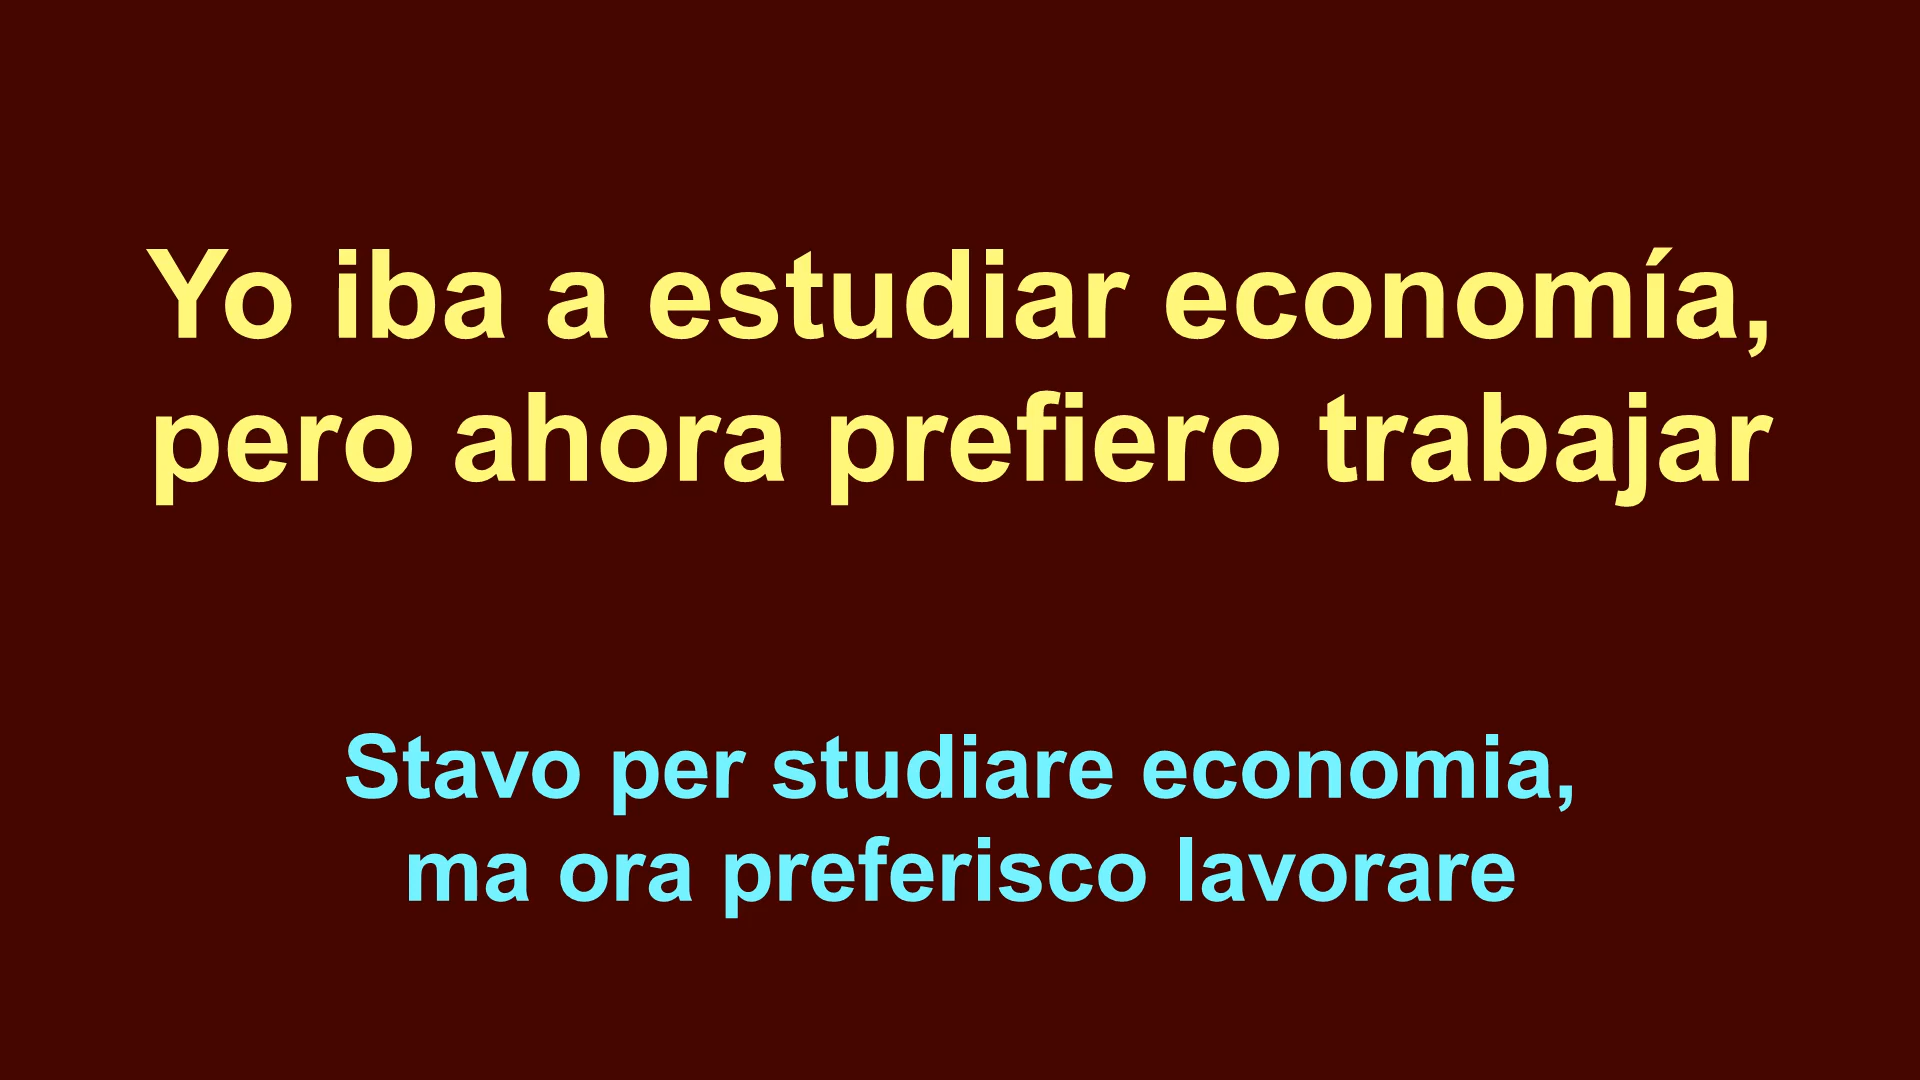 Yo iba a estudiar economía,
pero ahora prefiero trabajar
Stavo per studiare economia,
ma ora preferisco lavorare